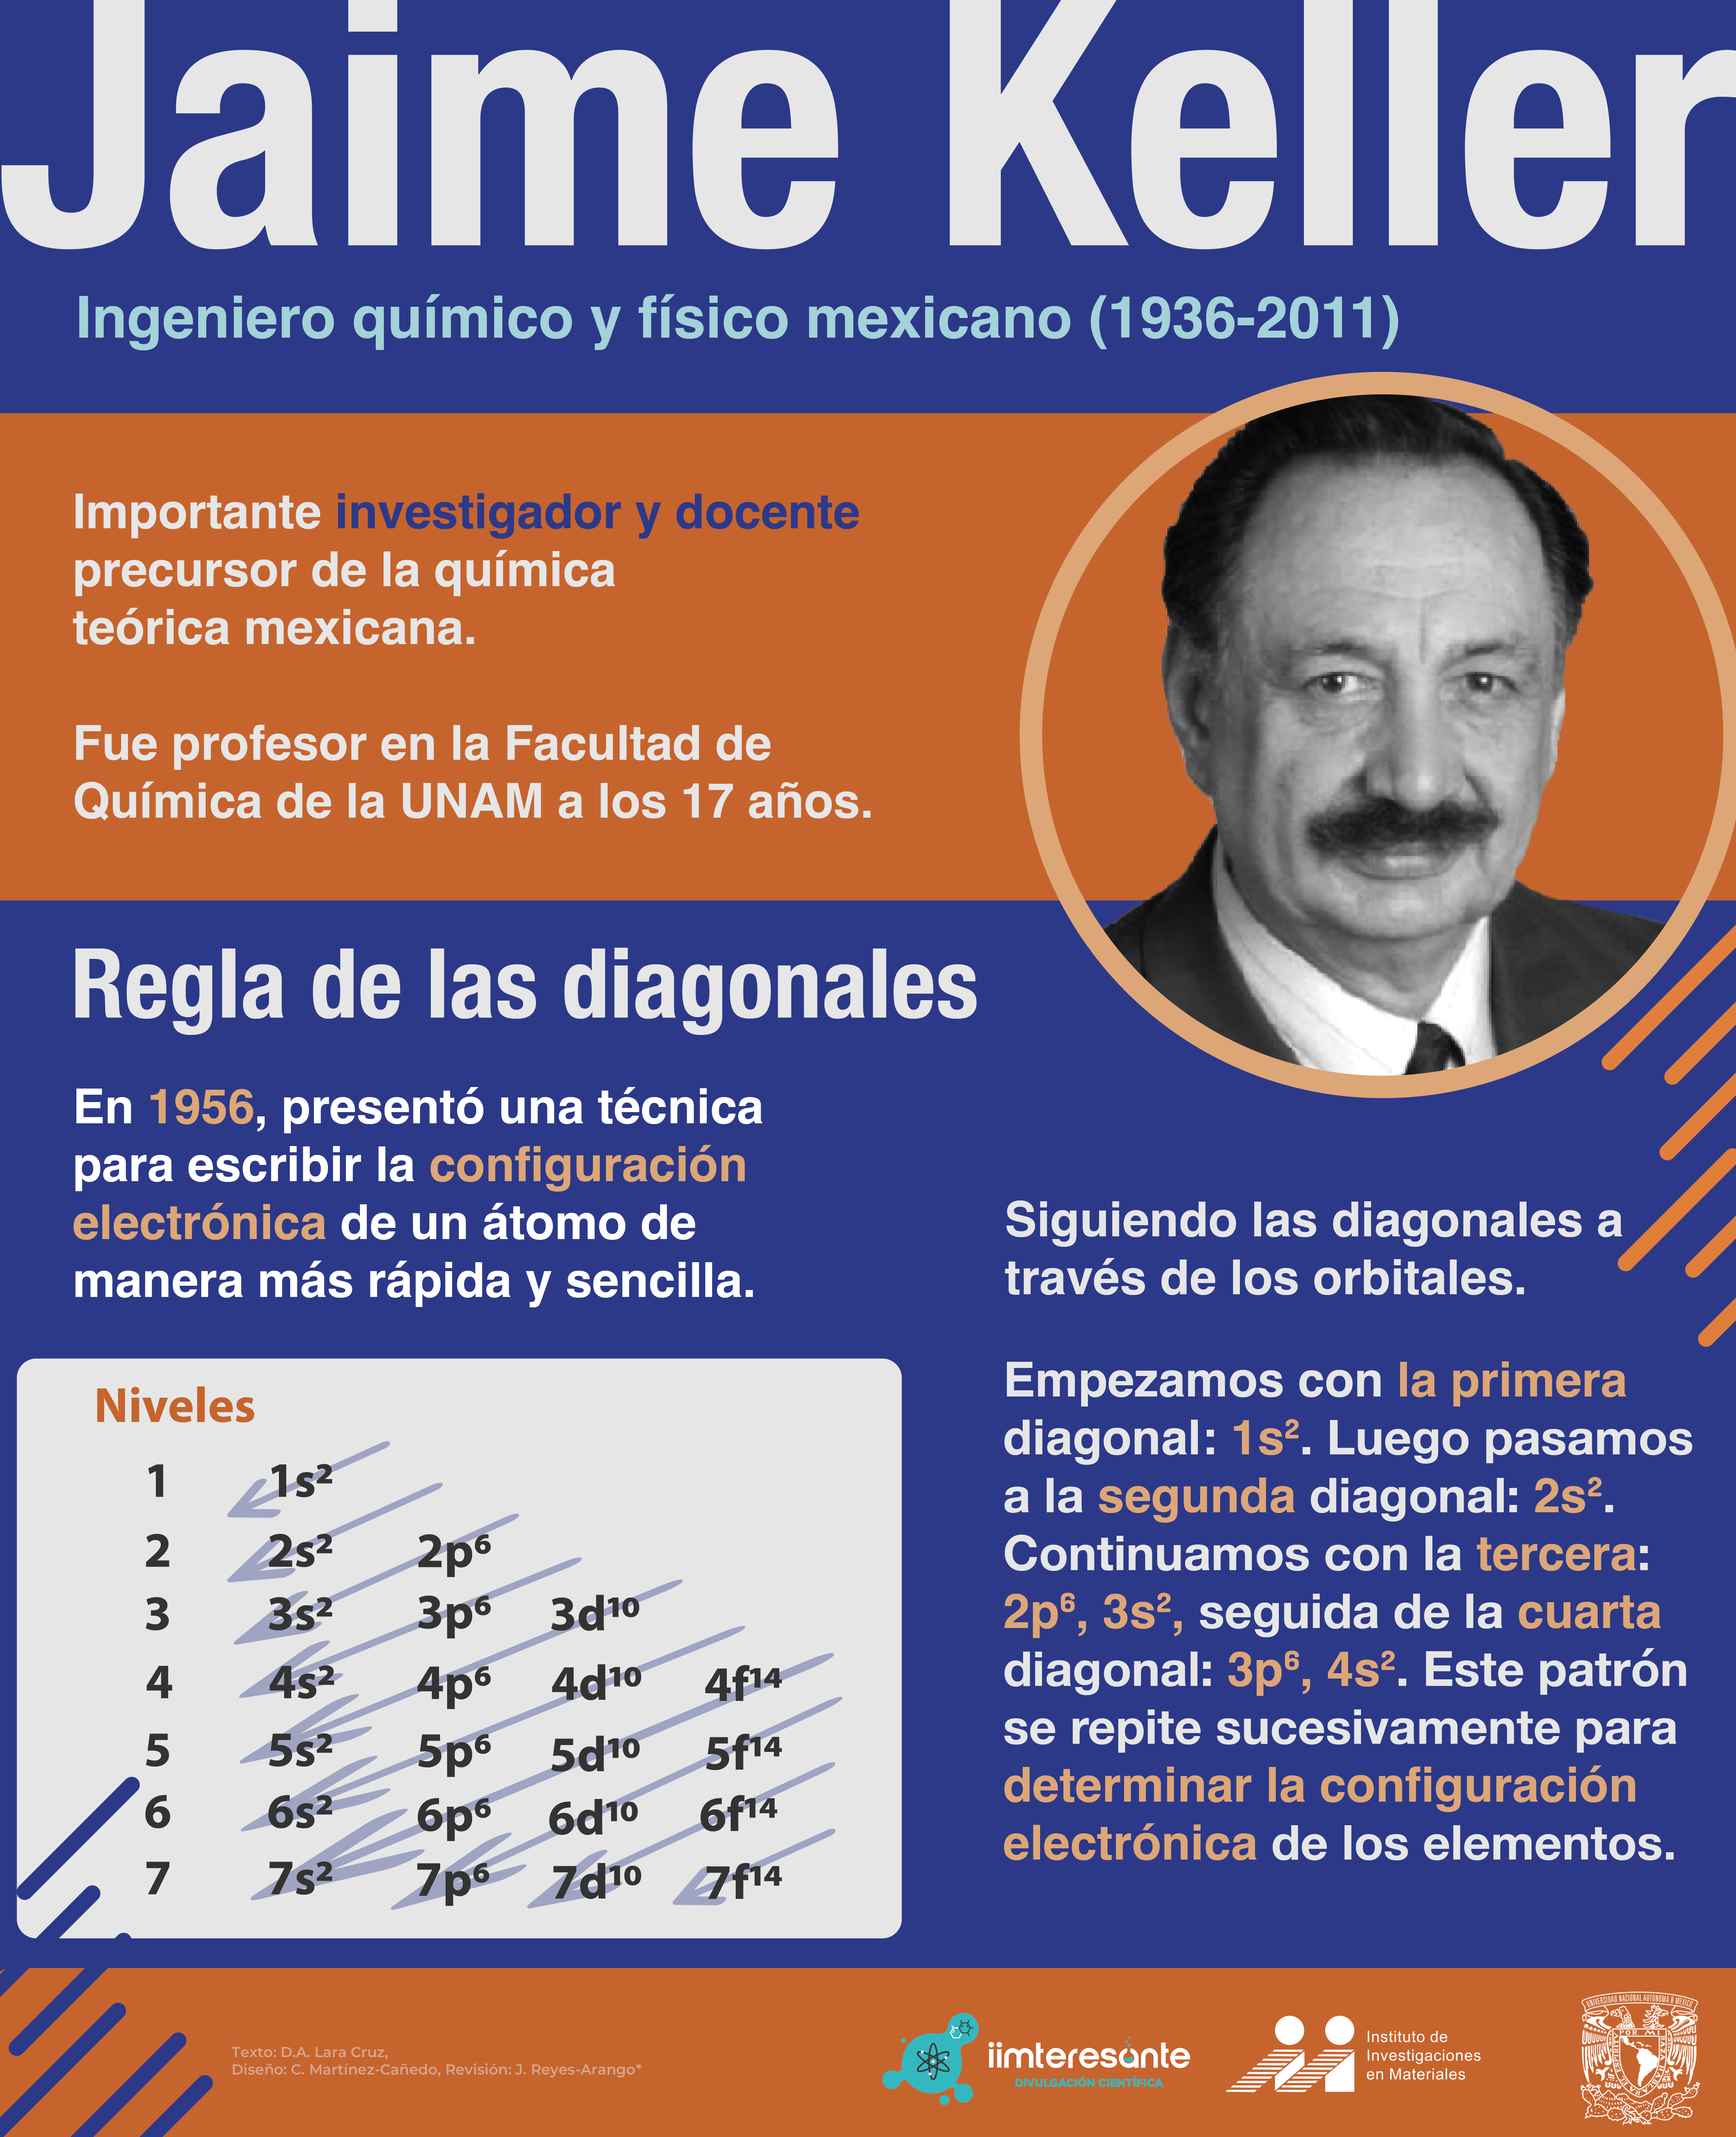 Jaime Keller
Ingeniero químico y físico mexicano (1936-2011)
Importante investigador y docente
precursor de la química
teórica mexicana.
Fue profesor en la Facultad de
Química de la UNAM a los 17 años.
Regla de las diagonales
En 1956, presentó una técnica
para escribir la configuración
electrónica de un átomo de
manera más rápida y sencilla.
Niveles
1 1s²
2 2s² 2p⁶
3 3s² 3p⁶ 3d¹⁰
4 4s² 4p⁶ 4d¹⁰ 4f¹⁴
5 5s² 5p⁶ 5d¹⁰ 5f¹⁴
6 6s² 6p⁶ 6d¹⁰ 6f¹⁴
7 7s² 7p⁶ 7d¹⁰ 7f¹⁴
Siguiendo las diagonales a
través de los orbitales.
Empezamos con la primera
diagonal: 1s². Luego pasamos
a la segunda diagonal: 2s².
Continuamos con la tercera:
2p⁶, 3s², seguida de la cuarta
diagonal: 3p⁶, 4s². Este patrón
se repite sucesivamente para
determinar la configuración
electrónica de los elementos.
Texto: D.A. Lara Cruz,
Diseño: C. Martínez-Cañedo, Revisión: J. Reyes-Arango*
iimteresante
DIVULGACIÓN CIENTÍFICA
Instituto de
Investigaciones
en Materiales
UNIVERSIDAD NACIONAL AUTONOMA
POR MI